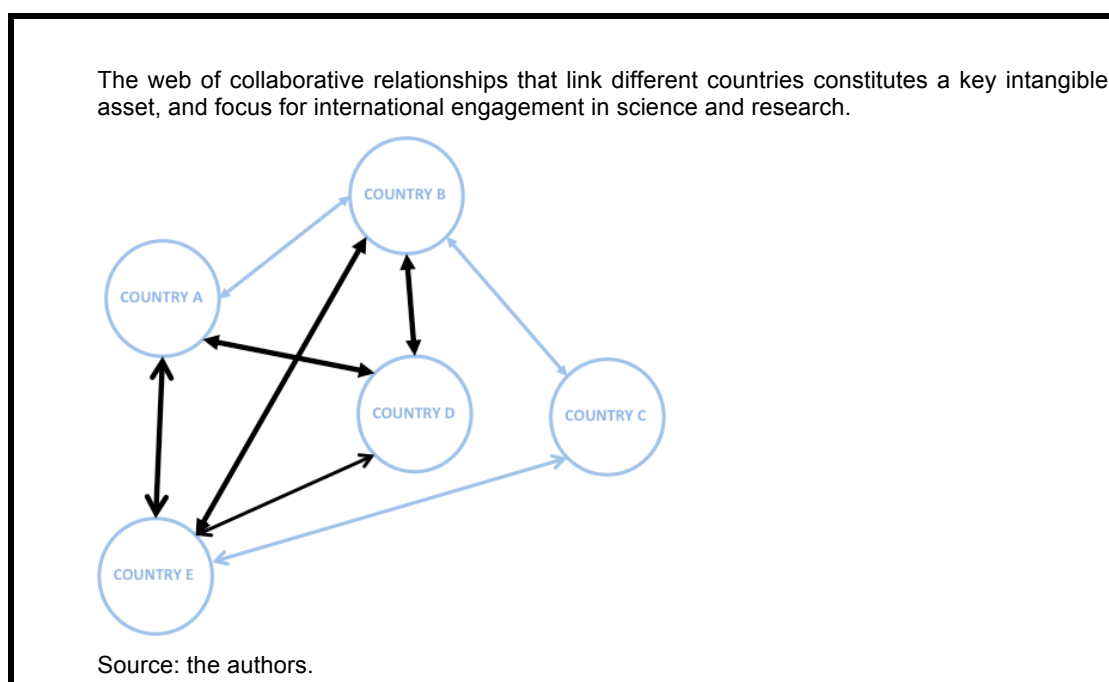 The web of collaborative relationships that link different countries constitutes a key intangible
asset, and focus for international engagement in science and research.
COUNTRY B
COUNTRY A
COUNTRY D
COUNTRY C
COUNTRY E
Source: the authors.